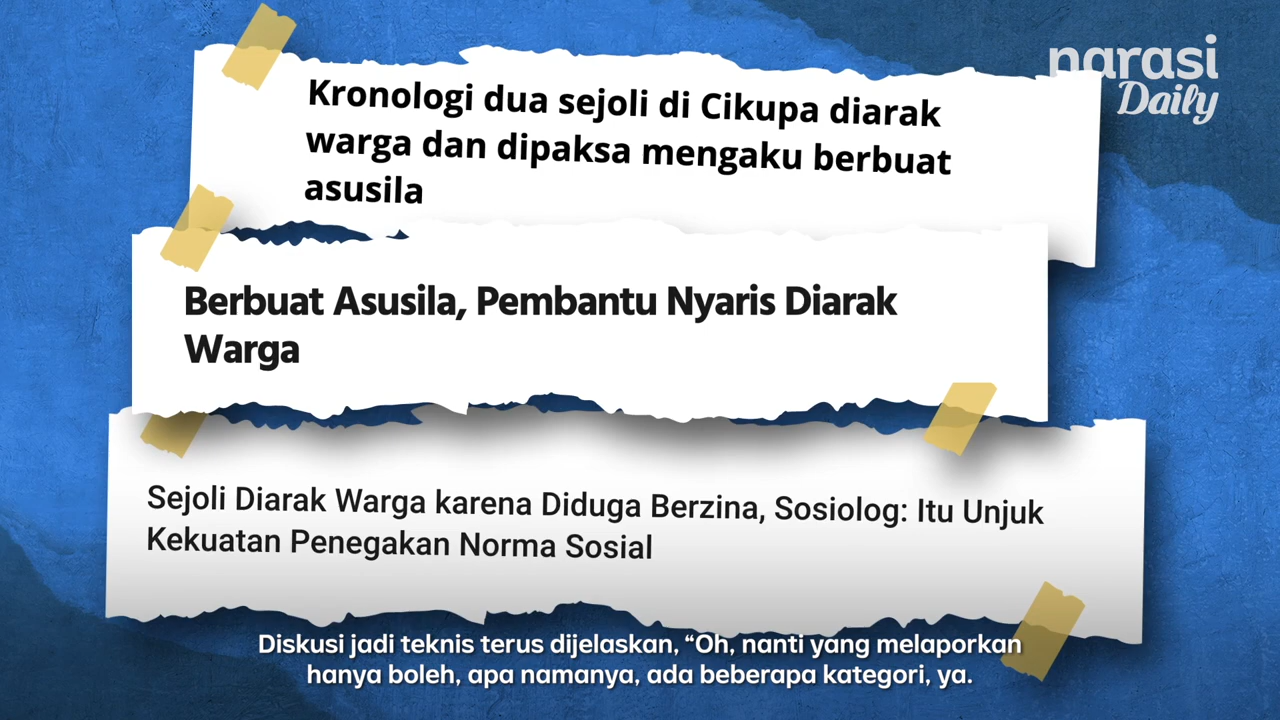 narasi
Daily
Kronologi dua sejoli di Cikupa diarak
warga dan dipaksa mengaku berbuat
asusila
Berbuat Asusila, Pembantu Nyaris Diarak
Warga
Sejoli Diarak Warga karena Diduga Berzina, Sosiolog: Itu Unjuk
Kekuatan Penegakan Norma Sosial
Diskusi jadi teknis terus dijelaskan, “Oh, nanti yang melaporkan
hanya boleh, apa namanya, ada beberapa kategori, ya.